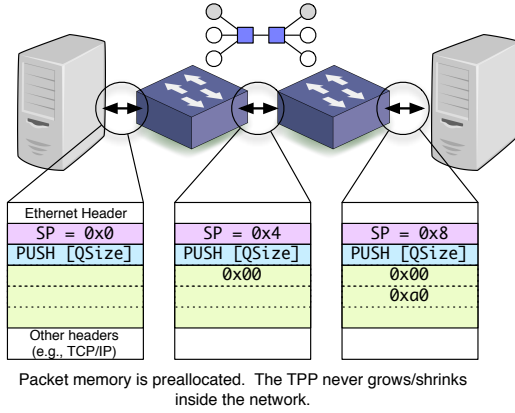 Ethernet Header
SP = 0x0
PUSH [QSize]
Other headers
(e.g., TCP/IP)
SP = 0x4
PUSH [QSize]
0x00
SP = 0x8
PUSH [QSize]
0x00
0xa0
Packet memory is preallocated. The TPP never grows/shrinks
inside the network.